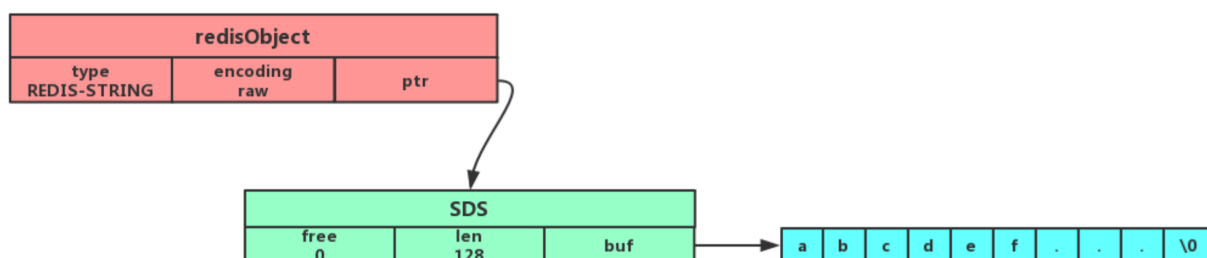 redisObject
type encoding ptr
REDIS-STRING raw
SDS
free len buf
0 128
a b c d e f . . . \0